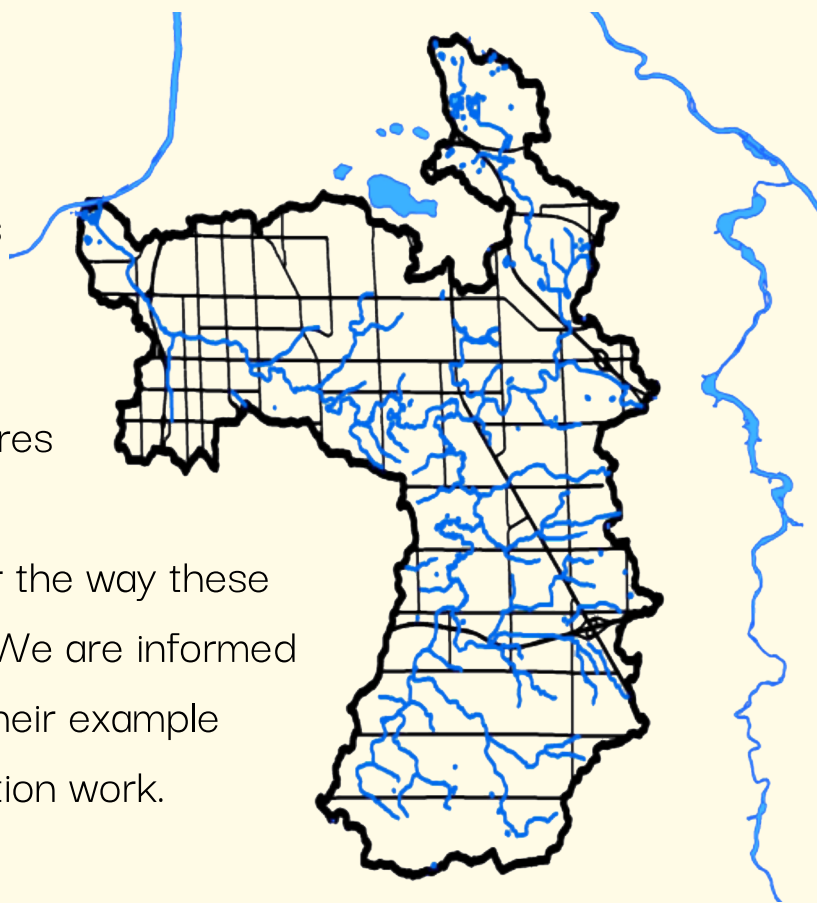 s
res
r the way these
We are informed
heir example
tion work.